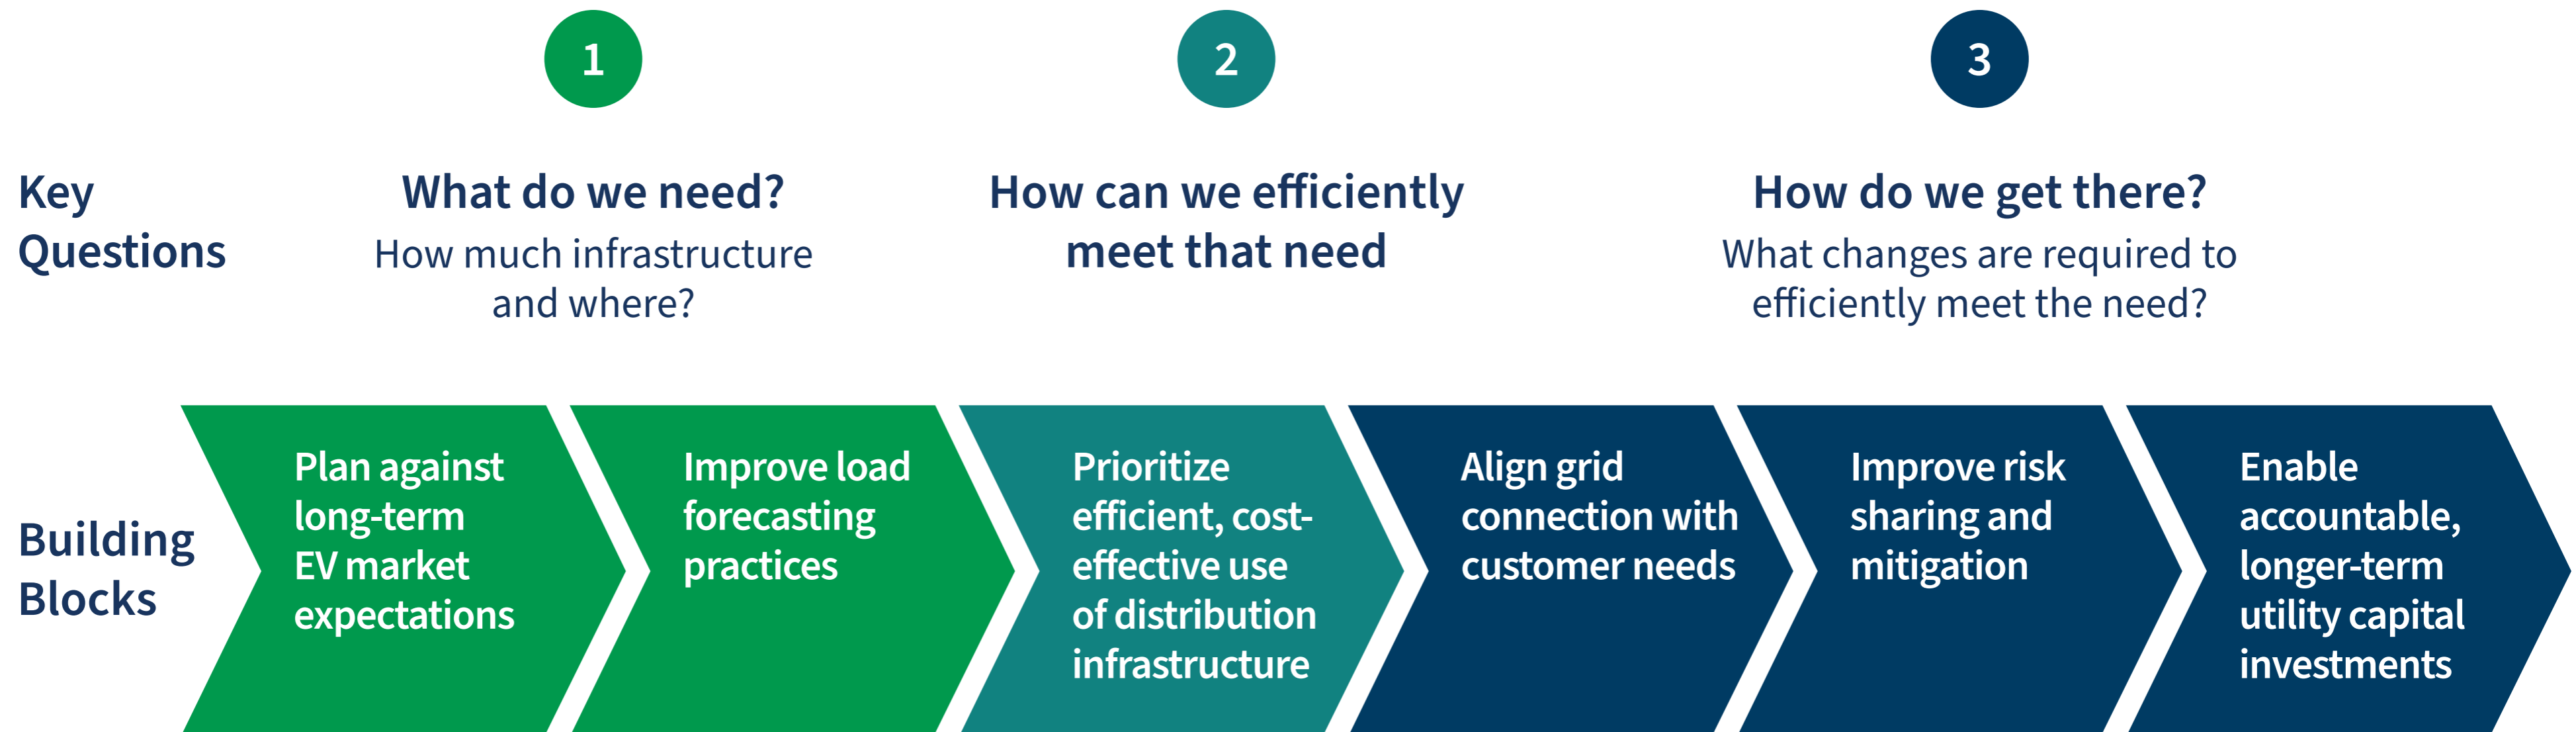 1
2
3
Key
Questions
What do we need?
How much infrastructure
and where?
How can we efficiently
meet that need
How do we get there?
What changes are required to
efficiently meet the need?
Building
Blocks
Plan against
long-term
EV market
expectations
Improve load
forecasting
practices
Prioritize
efficient, cost-
effective use
of distribution
infrastructure
Align grid
connection with
customer needs
Improve risk
sharing and
mitigation
Enable
accountable,
longer-term
utility capital
investments